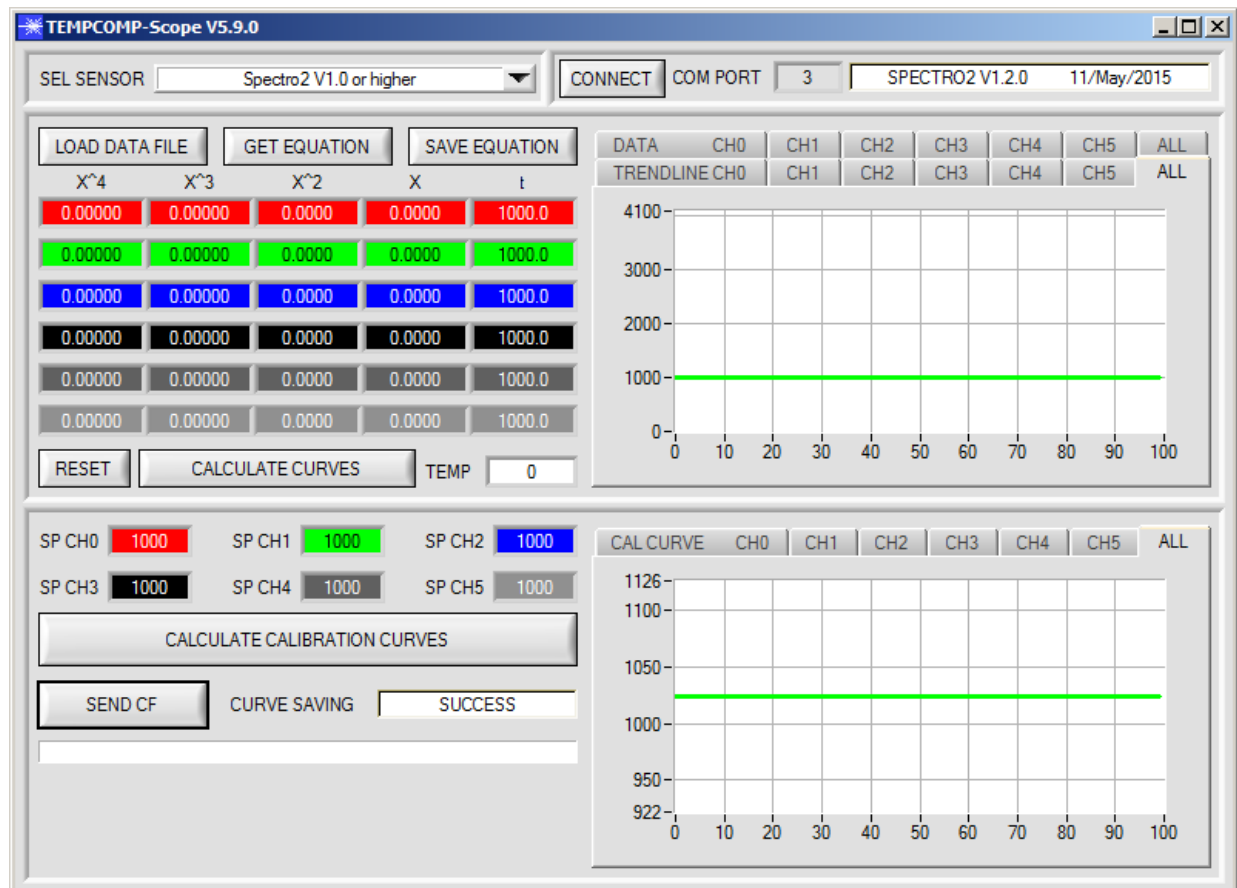 TEMPCOMP-Scope V5.9.0
SEL SENSOR Spectro2 V1.0 or higher CONNECT COM PORT 3 SPECTRO2 V1.2.0 11/May/2015
LOAD DATA FILE GET EQUATION SAVE EQUATION
X^4 X^3 X^2 X t
0.00000 0.00000 0.0000 0.0000 1000.0
0.00000 0.00000 0.0000 0.0000 1000.0
0.00000 0.00000 0.0000 0.0000 1000.0
0.00000 0.00000 0.0000 0.0000 1000.0
0.00000 0.00000 0.0000 0.0000 1000.0
0.00000 0.00000 0.0000 0.0000 1000.0
RESET CALCULATE CURVES TEMP 0
DATA CH0 CH1 CH2 CH3 CH4 CH5 ALL
TRENDLINE CH0 CH1 CH2 CH3 CH4 CH5 ALL
4100
3000
2000
1000
0
0 10 20 30 40 50 60 70 80 90 100
SP CH0 1000 SP CH1 1000 SP CH2 1000
SP CH3 1000 SP CH4 1000 SP CH5 1000
CALCULATE CALIBRATION CURVES
SEND CF CURVE SAVING SUCCESS
CAL CURVE CH0 CH1 CH2 CH3 CH4 CH5 ALL
1126
1100
1050
1000
950
922
0 10 20 30 40 50 60 70 80 90 100